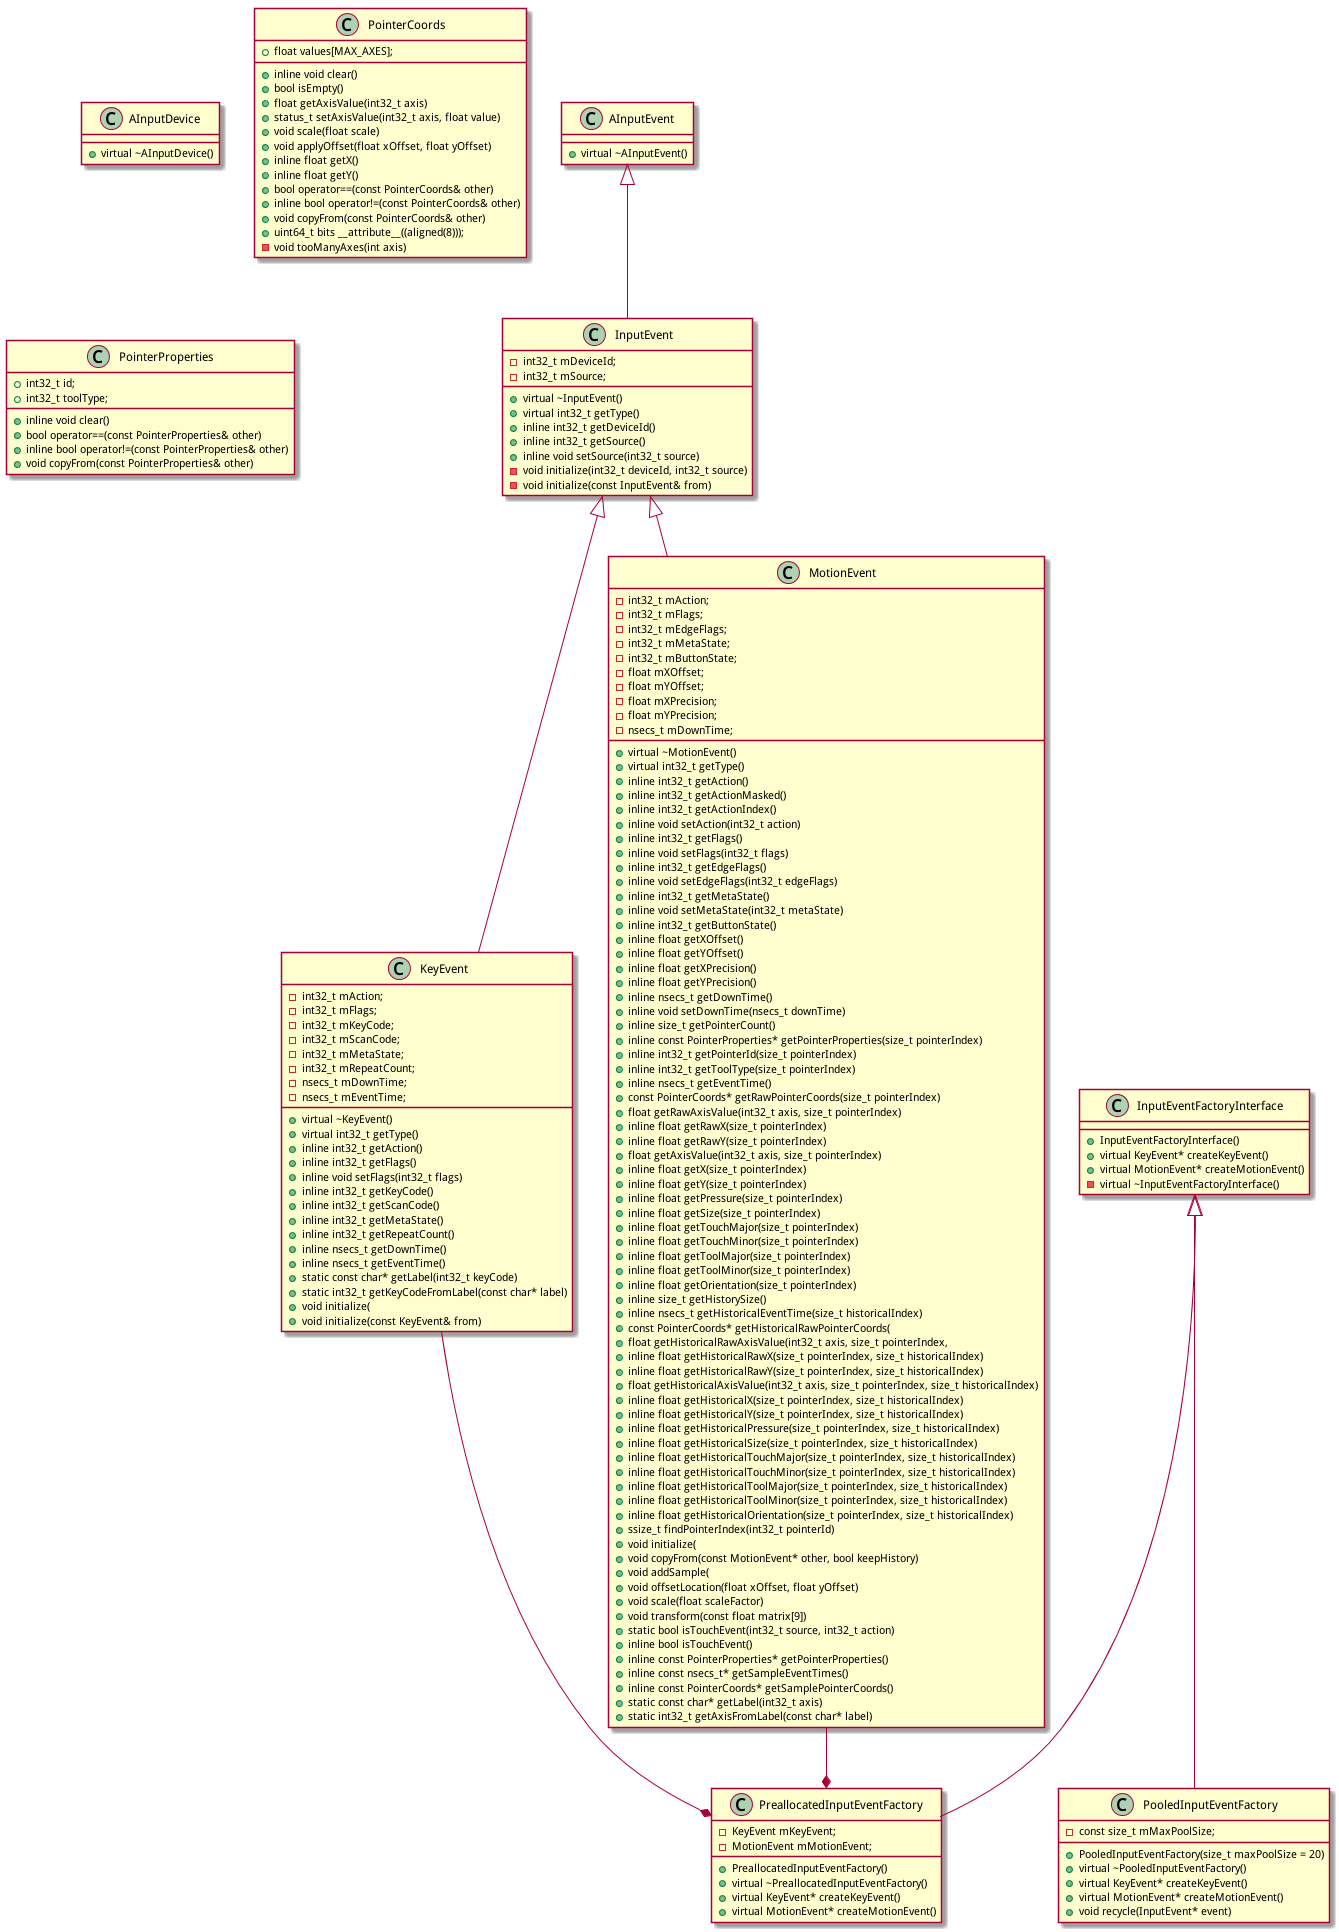 C PointerCoords
float values[MAX_AXES];
inline void clear()
bool isEmpty()
float getAxisValue(int32_t axis)
status_t setAxisValue(int32_t axis, float value)
void scale(float scale)
void applyOffset(float xOffset, float yOffset)
inline float getX()
inline float getY()
bool operator==(const PointerCoords& other)
inline bool operator!=(const PointerCoords& other)
void copyFrom(const PointerCoords& other)
uint64_t bits __attribute__((aligned(8)));
void tooManyAxes(int axis)
C AInputDevice
virtual ~AInputDevice()
C AInputEvent
virtual ~AInputEvent()
C PointerProperties
int32_t id;
int32_t toolType;
inline void clear()
bool operator==(const PointerProperties& other)
inline bool operator!=(const PointerProperties& other)
void copyFrom(const PointerProperties& other)
C InputEvent
int32_t mDeviceId;
int32_t mSource;
virtual ~InputEvent()
virtual int32_t getType()
inline int32_t getDeviceId()
inline int32_t getSource()
inline void setSource(int32_t source)
void initialize(int32_t deviceId, int32_t source)
void initialize(const InputEvent& from)
C MotionEvent
int32_t mAction;
int32_t mFlags;
int32_t mEdgeFlags;
int32_t mMetaState;
int32_t mButtonState;
float mXOffset;
float mYOffset;
float mXPrecision;
float mYPrecision;
nsecs_t mDownTime;
virtual ~MotionEvent()
virtual int32_t getType()
inline int32_t getAction()
inline int32_t getActionMasked()
inline int32_t getActionIndex()
inline void setAction(int32_t action)
inline int32_t getFlags()
inline void setFlags(int32_t flags)
inline int32_t getEdgeFlags()
inline void setEdgeFlags(int32_t edgeFlags)
inline int32_t getMetaState()
inline void setMetaState(int32_t metaState)
inline int32_t getButtonState()
inline float getXOffset()
inline float getYOffset()
inline float getXPrecision()
inline float getYPrecision()
inline nsecs_t getDownTime()
inline void setDownTime(nsecs_t downTime)
inline size_t getPointerCount()
inline const PointerProperties* getPointerProperties(size_t pointerIndex)
inline int32_t getPointerId(size_t pointerIndex)
inline int32_t getToolType(size_t pointerIndex)
inline nsecs_t getEventTime()
const PointerCoords* getRawPointerCoords(size_t pointerIndex)
float getRawAxisValue(int32_t axis, size_t pointerIndex)
inline float getRawX(size_t pointerIndex)
inline float getRawY(size_t pointerIndex)
float getAxisValue(int32_t axis, size_t pointerIndex)
inline float getX(size_t pointerIndex)
inline float getY(size_t pointerIndex)
inline float getPressure(size_t pointerIndex)
inline float getSize(size_t pointerIndex)
inline float getTouchMajor(size_t pointerIndex)
inline float getTouchMinor(size_t pointerIndex)
inline float getToolMajor(size_t pointerIndex)
inline float getToolMinor(size_t pointerIndex)
inline float getOrientation(size_t pointerIndex)
inline size_t getHistorySize()
inline nsecs_t getHistoricalEventTime(size_t historicalIndex)
const PointerCoords* getHistoricalRawPointerCoords(
float getHistoricalRawAxisValue(int32_t axis, size_t pointerIndex,
inline float getHistoricalRawX(size_t pointerIndex, size_t historicalIndex)
inline float getHistoricalRawY(size_t pointerIndex, size_t historicalIndex)
float getHistoricalAxisValue(int32_t axis, size_t pointerIndex, size_t historicalIndex)
inline float getHistoricalX(size_t pointerIndex, size_t historicalIndex)
inline float getHistoricalY(size_t pointerIndex, size_t historicalIndex)
inline float getHistoricalPressure(size_t pointerIndex, size_t historicalIndex)
inline float getHistoricalSize(size_t pointerIndex, size_t historicalIndex)
inline float getHistoricalTouchMajor(size_t pointerIndex, size_t historicalIndex)
inline float getHistoricalTouchMinor(size_t pointerIndex, size_t historicalIndex)
inline float getHistoricalToolMajor(size_t pointerIndex, size_t historicalIndex)
inline float getHistoricalToolMinor(size_t pointerIndex, size_t historicalIndex)
inline float getHistoricalOrientation(size_t pointerIndex, size_t historicalIndex)
ssize_t findPointerIndex(int32_t pointerId)
void initialize(
void copyFrom(const MotionEvent* other, bool keepHistory)
void addSample(
void offsetLocation(float xOffset, float yOffset)
void scale(float scaleFactor)
void transform(const float matrix[9])
static bool isTouchEvent(int32_t source, int32_t action)
inline bool isTouchEvent()
inline const PointerProperties* getPointerProperties()
inline const nsecs_t* getSampleEventTimes()
inline const PointerCoords* getSamplePointerCoords()
static const char* getLabel(int32_t axis)
static int32_t getAxisFromLabel(const char* label)
C KeyEvent
int32_t mAction;
int32_t mFlags;
int32_t mKeyCode;
int32_t mScanCode;
int32_t mMetaState;
int32_t mRepeatCount;
nsecs_t mDownTime;
nsecs_t mEventTime;
virtual ~KeyEvent()
virtual int32_t getType()
inline int32_t getAction()
inline int32_t getFlags()
inline void setFlags(int32_t flags)
inline int32_t getKeyCode()
inline int32_t getScanCode()
inline int32_t getMetaState()
inline int32_t getRepeatCount()
inline nsecs_t getDownTime()
inline nsecs_t getEventTime()
static const char* getLabel(int32_t keyCode)
static int32_t getKeyCodeFromLabel(const char* label)
void initialize(
void initialize(const KeyEvent& from)
C InputEventFactoryInterface
InputEventFactoryInterface()
virtual KeyEvent* createKeyEvent()
virtual MotionEvent* createMotionEvent()
virtual ~InputEventFactoryInterface()
C PreallocatedInputEventFactory
KeyEvent mKeyEvent;
MotionEvent mMotionEvent;
PreallocatedInputEventFactory()
virtual ~PreallocatedInputEventFactory()
virtual KeyEvent* createKeyEvent()
virtual MotionEvent* createMotionEvent()
C PooledInputEventFactory
const size_t mMaxPoolSize;
PooledInputEventFactory(size_t maxPoolSize = 20)
virtual ~PooledInputEventFactory()
virtual KeyEvent* createKeyEvent()
virtual MotionEvent* createMotionEvent()
void recycle(InputEvent* event)